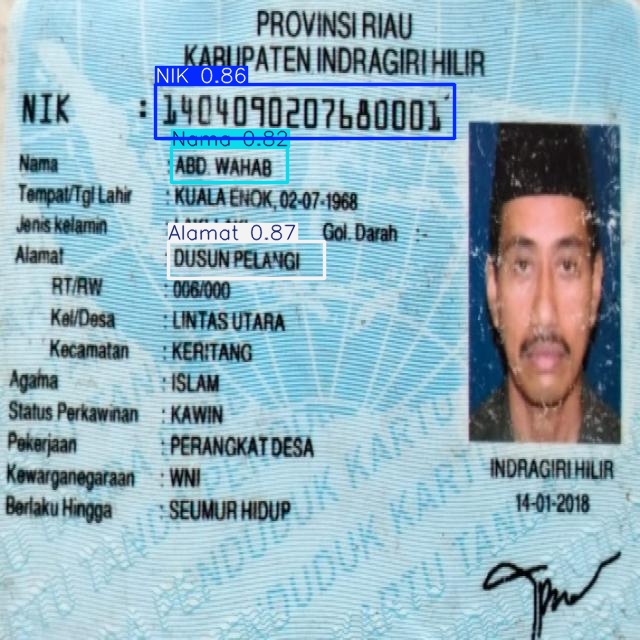 PROVINSI RIAU
KABUPATEN INDRAGIRI HILIR
NIK 0.86
NIK : 1404090207680001
Nama 0.82
Nama : ABD. WAHAB
Tempat/Tgl Lahir : KUALA ENOK, 02-07-1968
Jenis kelamin Gol. Darah :-
Alamat 0.87
Alamat : DUSUN PELANGI
RT/RW : 006/000
Kel/Desa : LINTAS UTARA
Kecamatan : KERITANG
Agama : ISLAM
Status Perkawinan : KAWIN
Pekerjaan : PERANGKAT DESA
Kewarganegaraan : WNI
Berlaku Hingga : SEUMUR HIDUP
INDRAGIRI HILIR
14-01-2018